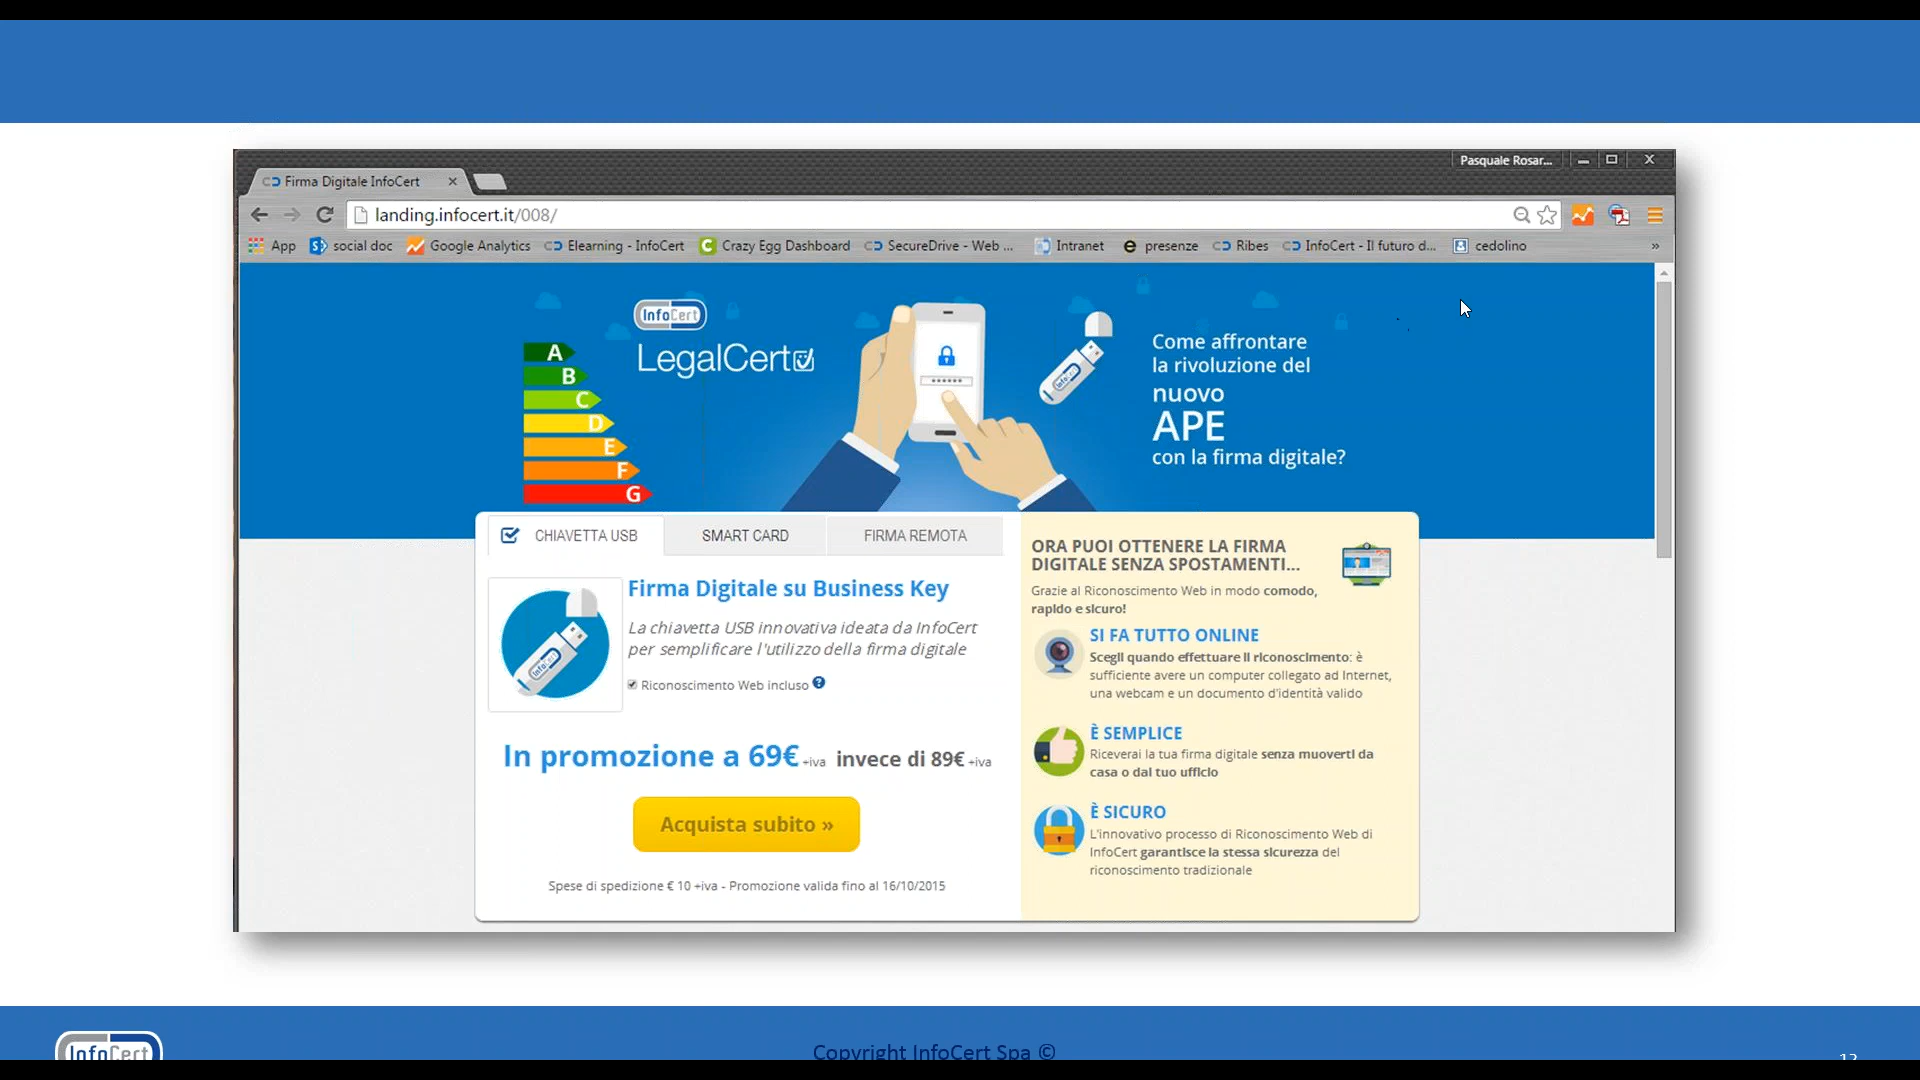 Pasquale Rosar...
Firma Digitale InfoCert
landing.infocert.it/008/
App social doc Google Analytics Elearning - InfoCert Crazy Egg Dashboard SecureDrive - Web ... Intranet presenze Ribes InfoCert - Il futuro d... cedolino »
InfoCert
LegalCert
A
B
C
D
E
F
G
******
InfoCert
Come affrontare
la rivoluzione del
nuovo
APE
con la firma digitale?
CHIAVETTA USB SMART CARD FIRMA REMOTA
Firma Digitale su Business Key
La chiavetta USB innovativa ideata da InfoCert
per semplificare l'utilizzo della firma digitale
Riconoscimento Web incluso ?
InfoCert
In promozione a 69€ +iva invece di 89€ +iva
Acquista subito »
Spese di spedizione € 10 +iva - Promozione valida fino al 16/10/2015
ORA PUOI OTTENERE LA FIRMA
DIGITALE SENZA SPOSTAMENTI...
Grazie al Riconoscimento Web in modo comodo,
rapido e sicuro!
SI FA TUTTO ONLINE
Scegli quando effettuare il riconoscimento: è
sufficiente avere un computer collegato ad Internet,
una webcam e un documento d'identità valido
È SEMPLICE
Riceverai la tua firma digitale senza muoverti da
casa o dal tuo ufficio
È SICURO
L'innovativo processo di Riconoscimento Web di
InfoCert garantisce la stessa sicurezza del
riconoscimento tradizionale
InfoCert
Copyright InfoCert Spa ©